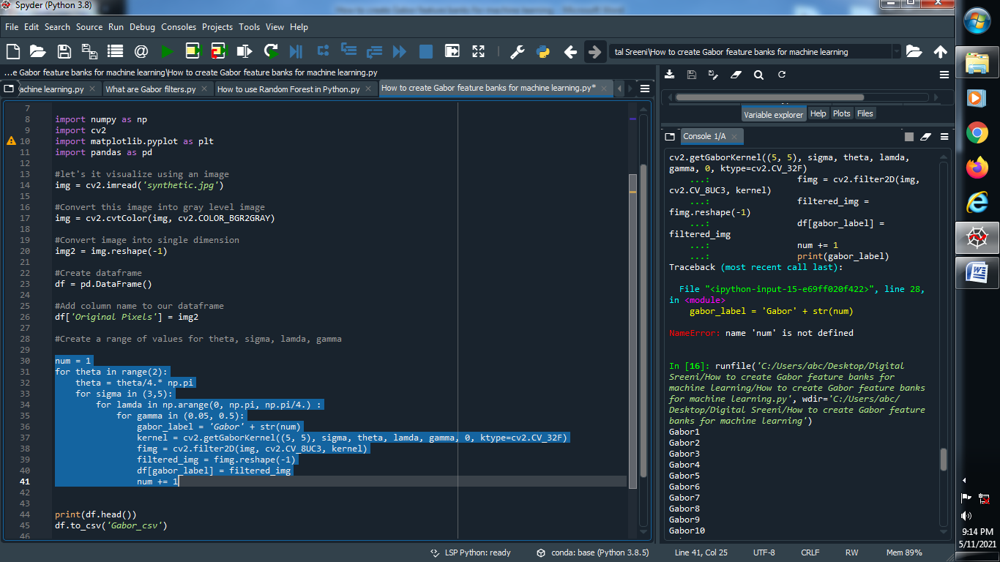 Spyder (Python 3.8)
File Edit Search Source Run Debug Consoles Projects Tools View Help
tal Sreeni\How to create Gabor feature banks for machine learning
...e Gabor feature banks for machine learning\How to create Gabor feature banks for machine learning.py
achine learning.py What are Gabor filters.py How to use Random Forest in Python.py How to create Gabor feature banks for machine learning.py*
7
8 import numpy as np
9 import cv2
10 import matplotlib.pyplot as plt
11 import pandas as pd
12
13 #let's it visualize using an image
14 img = cv2.imread('synthetic.jpg')
15
16 #Convert this image into gray level image
17 img = cv2.cvtColor(img, cv2.COLOR_BGR2GRAY)
18
19 #Convert image into single dimension
20 img2 = img.reshape(-1)
21
22 #Create dataframe
23 df = pd.DataFrame()
24
25 #Add column name to our dataframe
26 df['Original Pixels'] = img2
27
28 #Create a range of values for theta, sigma, lamda, gamma
29
30 num = 1
31 for theta in range(2):
32 theta = theta/4.* np.pi
33 for sigma in (3,5):
34 for lamda in np.arange(0, np.pi, np.pi/4.) :
35 for gamma in (0.05, 0.5):
36 gabor_label = 'Gabor' + str(num)
37 kernel = cv2.getGaborKernel((5, 5), sigma, theta, lamda, gamma, 0, ktype=cv2.CV_32F)
38 fimg = cv2.filter2D(img, cv2.CV_8UC3, kernel)
39 filtered_img = fimg.reshape(-1)
40 df[gabor_label] = filtered_img
41 num += 1
42
43
44 print(df.head())
45 df.to_csv('Gabor_csv')
46
Variable explorer Help Plots Files
Console 1/A
cv2.getGaborKernel((5, 5), sigma, theta, lamda,
gamma, 0, ktype=cv2.CV_32F)
...: fimg = cv2.filter2D(img,
cv2.CV_8UC3, kernel)
...: filtered_img =
fimg.reshape(-1)
...: df[gabor_label] =
filtered_img
...: num += 1
...: print(gabor_label)
Traceback (most recent call last):
File "<ipython-input-15-e69ff020f422>", line 28,
in <module>
gabor_label = 'Gabor' + str(num)
NameError: name 'num' is not defined
In [16]: runfile('C:/Users/abc/Desktop/Digital
Sreeni/How to create Gabor feature banks for
machine learning/How to create Gabor feature banks
for machine learning.py', wdir='C:/Users/abc/
Desktop/Digital Sreeni/How to create Gabor feature
banks for machine learning')
Gabor1
Gabor2
Gabor3
Gabor4
Gabor5
Gabor6
Gabor7
Gabor8
Gabor9
Gabor10
LSP Python: ready conda: base (Python 3.8.5) Line 41, Col 25 UTF-8 CRLF RW Mem 89%
9:14 PM
5/11/2021